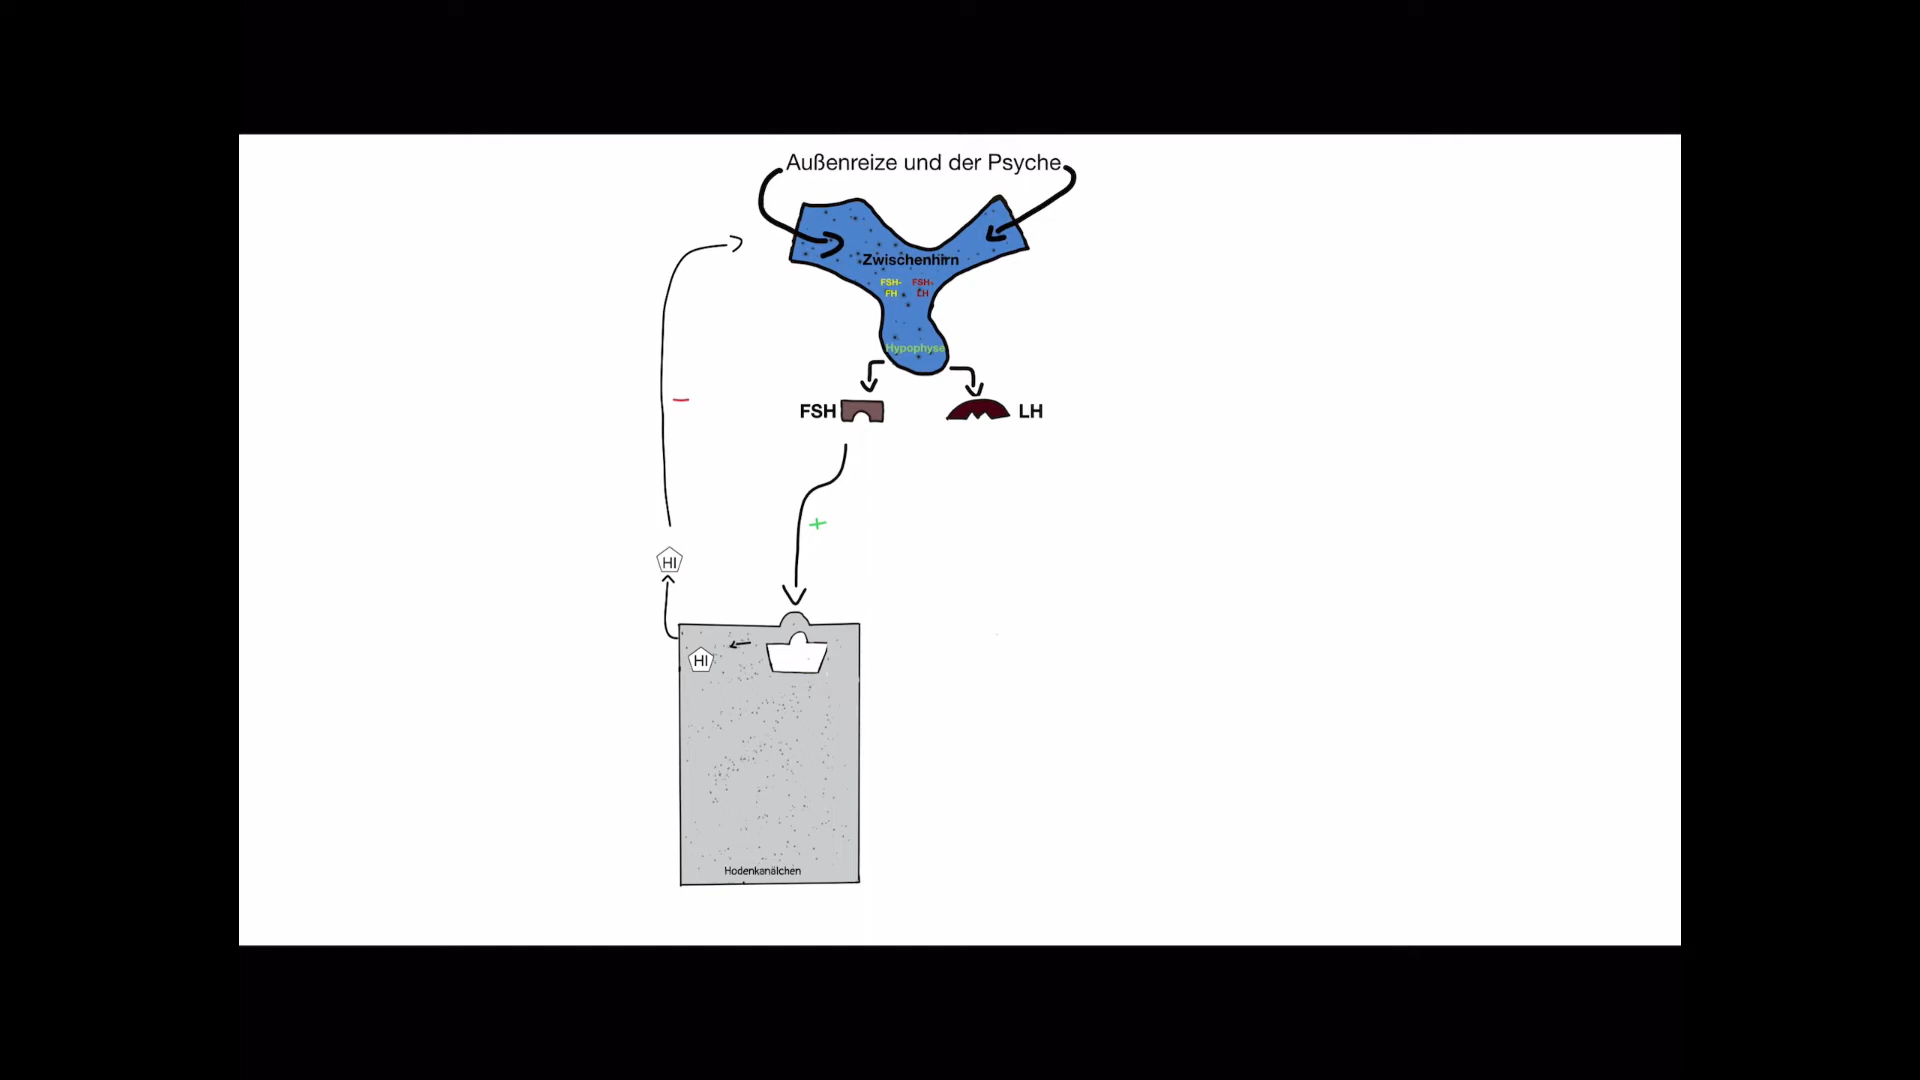 Außenreize und der Psyche
Zwischenhirn
FSH- FSH-
FH LH
Hypophyse
FSH LH
−
+
HI
HI
Hodenkanälchen